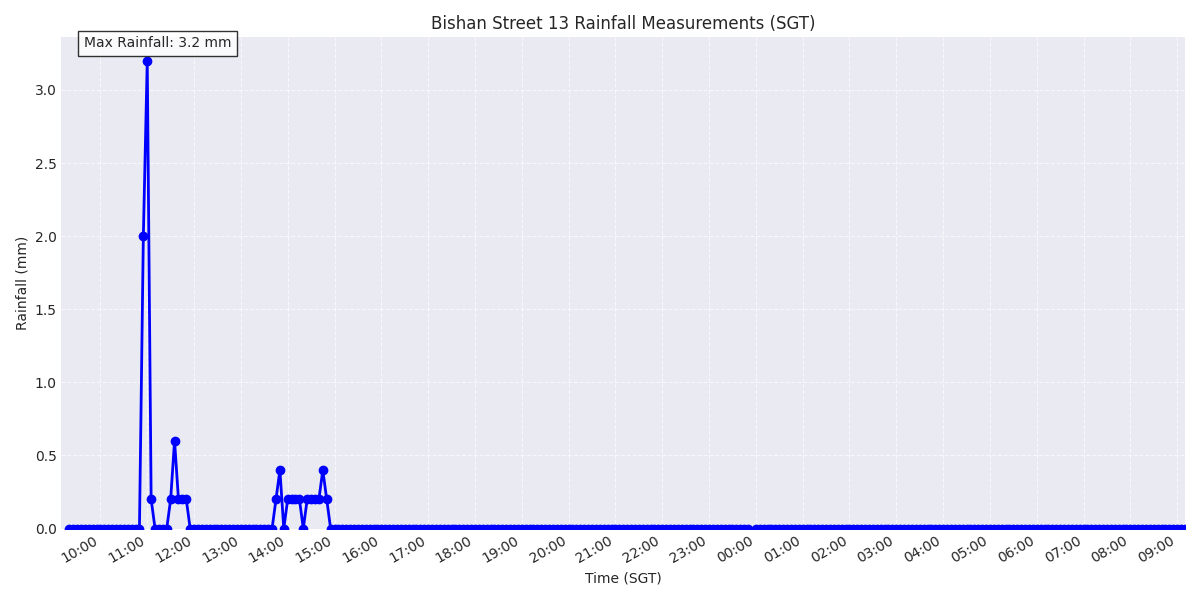 Bishan Street 13 Rainfall Measurements (SGT)
Max Rainfall: 3.2 mm
Rainfall (mm)
3.0
2.5
2.0
1.5
1.0
0.5
0.0
10:00 11:00 12:00 13:00 14:00 15:00 16:00 17:00 18:00 19:00 20:00 21:00 22:00 23:00 00:00 01:00 02:00 03:00 04:00 05:00 06:00 07:00 08:00 09:00
Time (SGT)